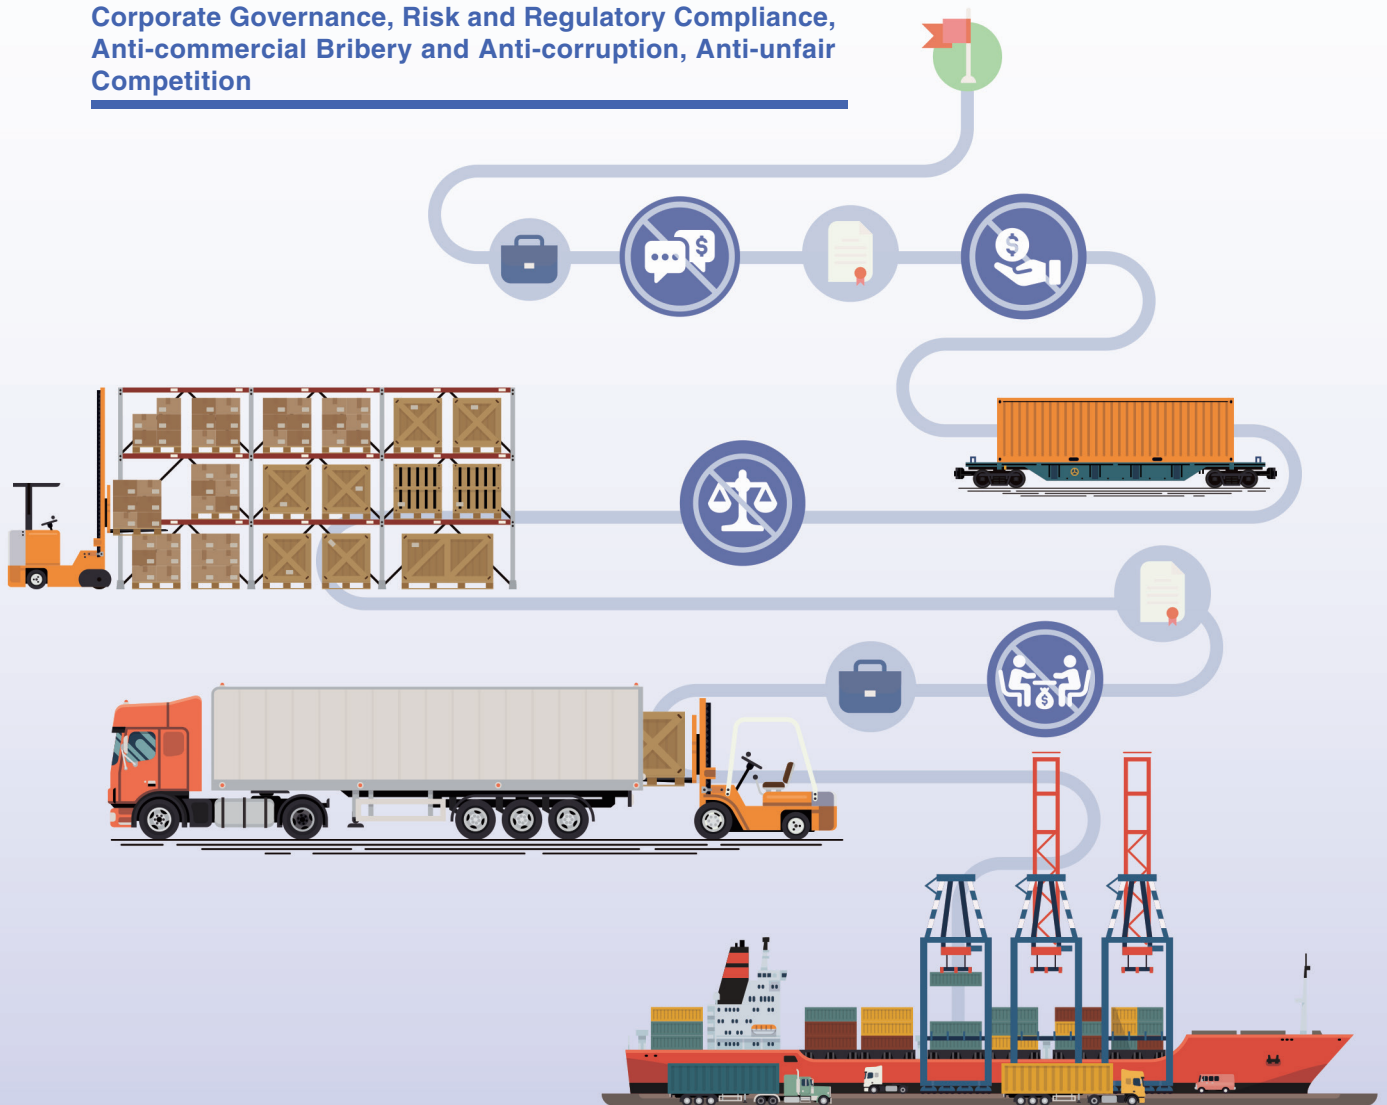 Corporate Governance, Risk and Regulatory Compliance,
Anti-commercial Bribery and Anti-corruption, Anti-unfair
Competition